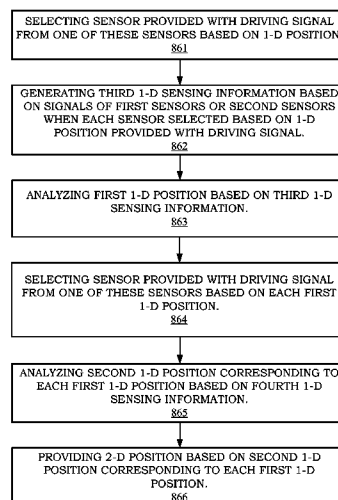 SELECTING SENSOR PROVIDED WITH DRIVING SIGNAL
FROM ONE OF THESE SENSORS BASED ON 1-D POSITION.
861
GENERATING THIRD 1-D SENSING INFORMATION BASED
ON SIGNALS OF FIRST SENSORS OR SECOND SENSORS
WHEN EACH SENSOR SELECTED BASED ON 1-D
POSITION PROVIDED WITH DRIVING SIGNAL.
862
ANALYZING FIRST 1-D POSITION BASED ON THIRD 1-D
SENSING INFORMATION.
863
SELECTING SENSOR PROVIDED WITH DRIVING SIGNAL
FROM ONE OF THESE SENSORS BASED ON EACH FIRST
1-D POSITION.
864
ANALYZING SECOND 1-D POSITION CORRESPONDING TO
EACH FIRST 1-D POSITION BASED ON FOURTH 1-D
SENSING INFORMATION.
865
PROVIDING 2-D POSITION BASED ON SECOND 1-D
POSITION CORRESPONDING TO EACH FIRST 1-D
POSITION.
866